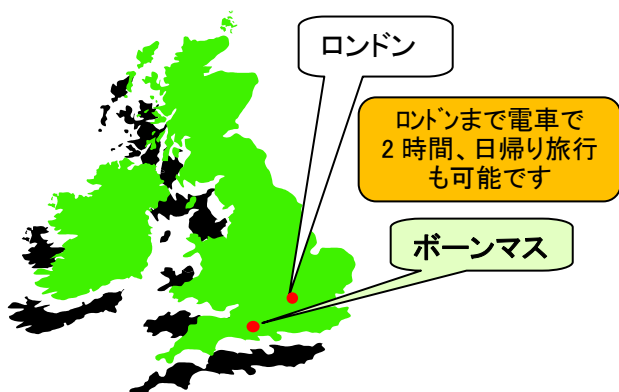 ロンドン
ロンドンまで電車で
2 時間、日帰り旅行
も可能です
ボーンマス